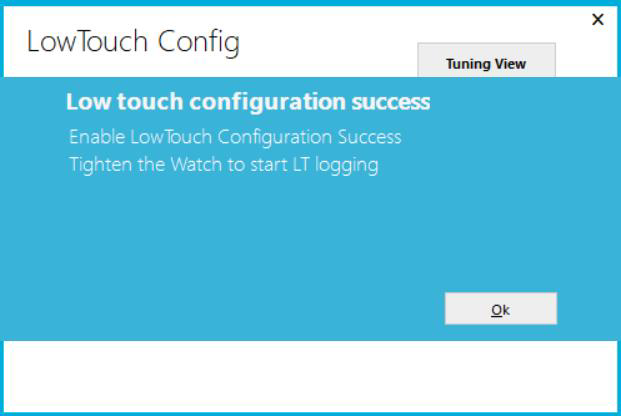 LowTouch Config
Tuning View
Low touch configuration success
Enable LowTouch Configuration Success
Tighten the Watch to start LT logging
Ok